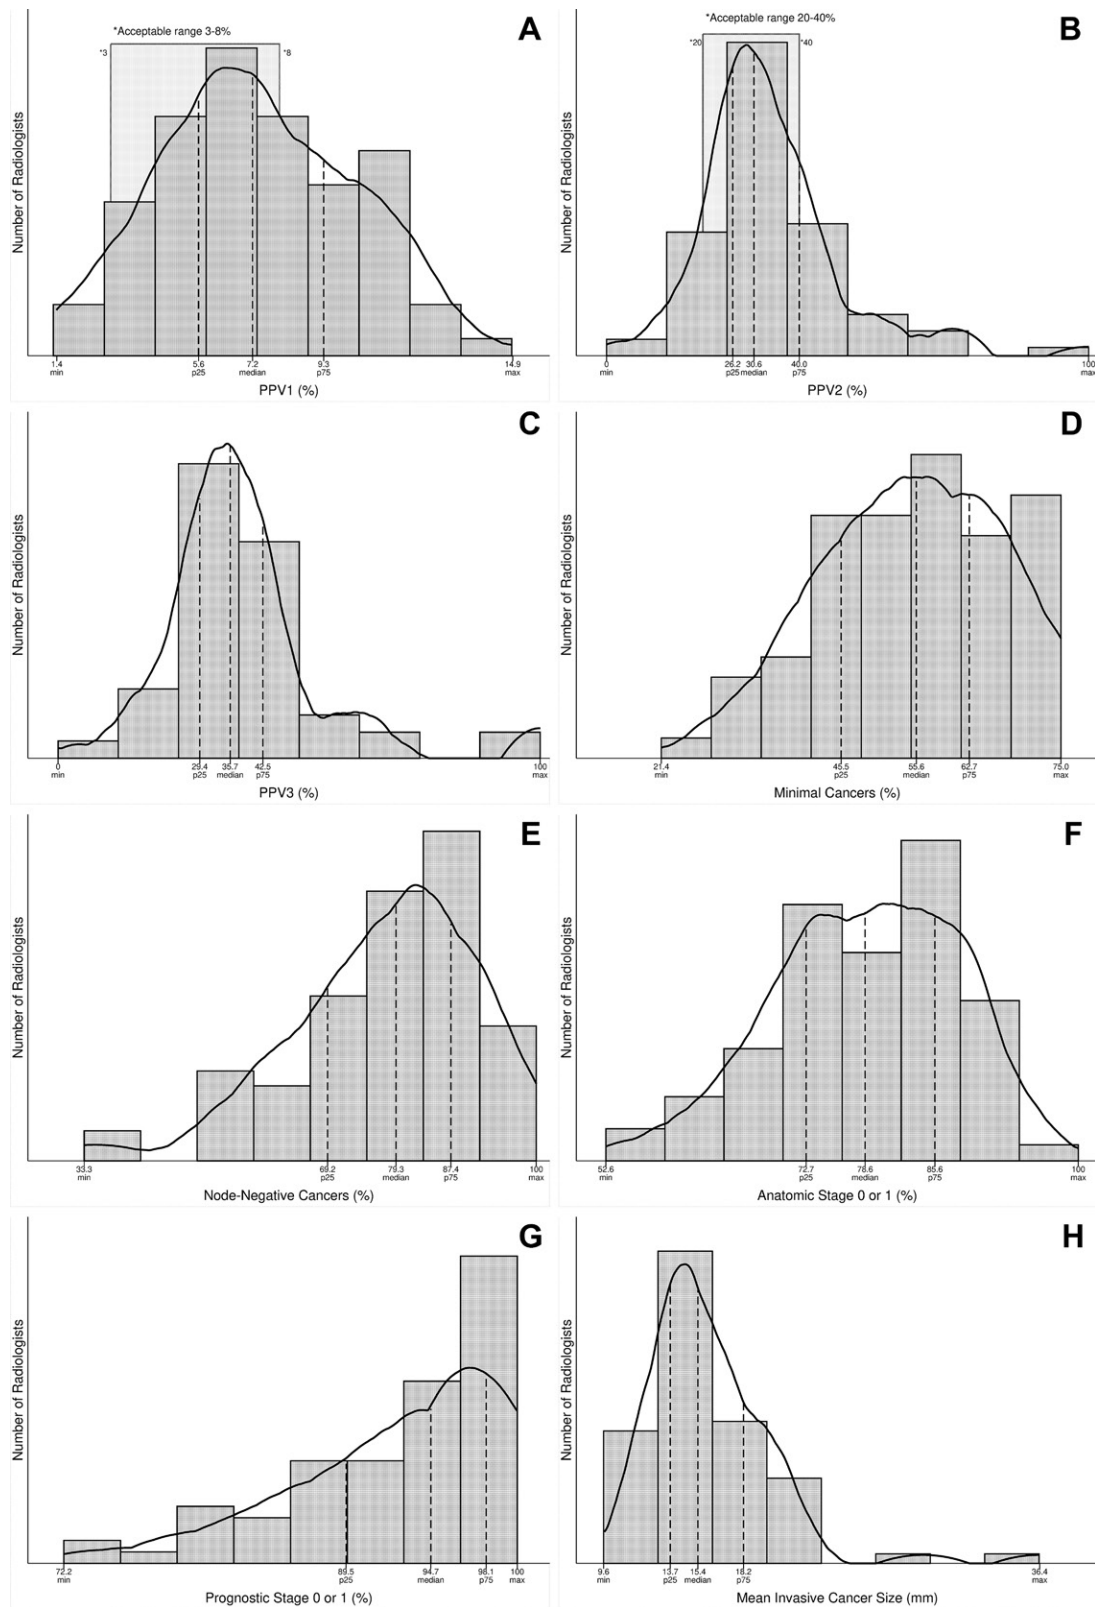 A
*Acceptable range 3-8%
*3
*8
Number of Radiologists
1.4 5.6 7.2 9.3 14.9
min p25 median p75 max
PPV1 (%)
B
*Acceptable range 20-40%
*20
*40
Number of Radiologists
0 26.2 30.6 40.0 100
min p25 median p75 max
PPV2 (%)
C
Number of Radiologists
0 29.4 35.7 42.5 100
min p25 median p75 max
PPV3 (%)
D
Number of Radiologists
21.4 45.5 55.6 62.7 75.0
min p25 median p75 max
Minimal Cancers (%)
E
Number of Radiologists
33.3 69.2 79.3 87.4 100
min p25 median p75 max
Node-Negative Cancers (%)
F
Number of Radiologists
52.6 72.7 78.6 85.6 100
min p25 median p75 max
Anatomic Stage 0 or 1 (%)
G
Number of Radiologists
72.2 89.5 94.7 98.1 100
min p25 median p75 max
Prognostic Stage 0 or 1 (%)
H
Number of Radiologists
9.6 13.7 15.4 18.2 36.4
min p25 median p75 max
Mean Invasive Cancer Size (mm)